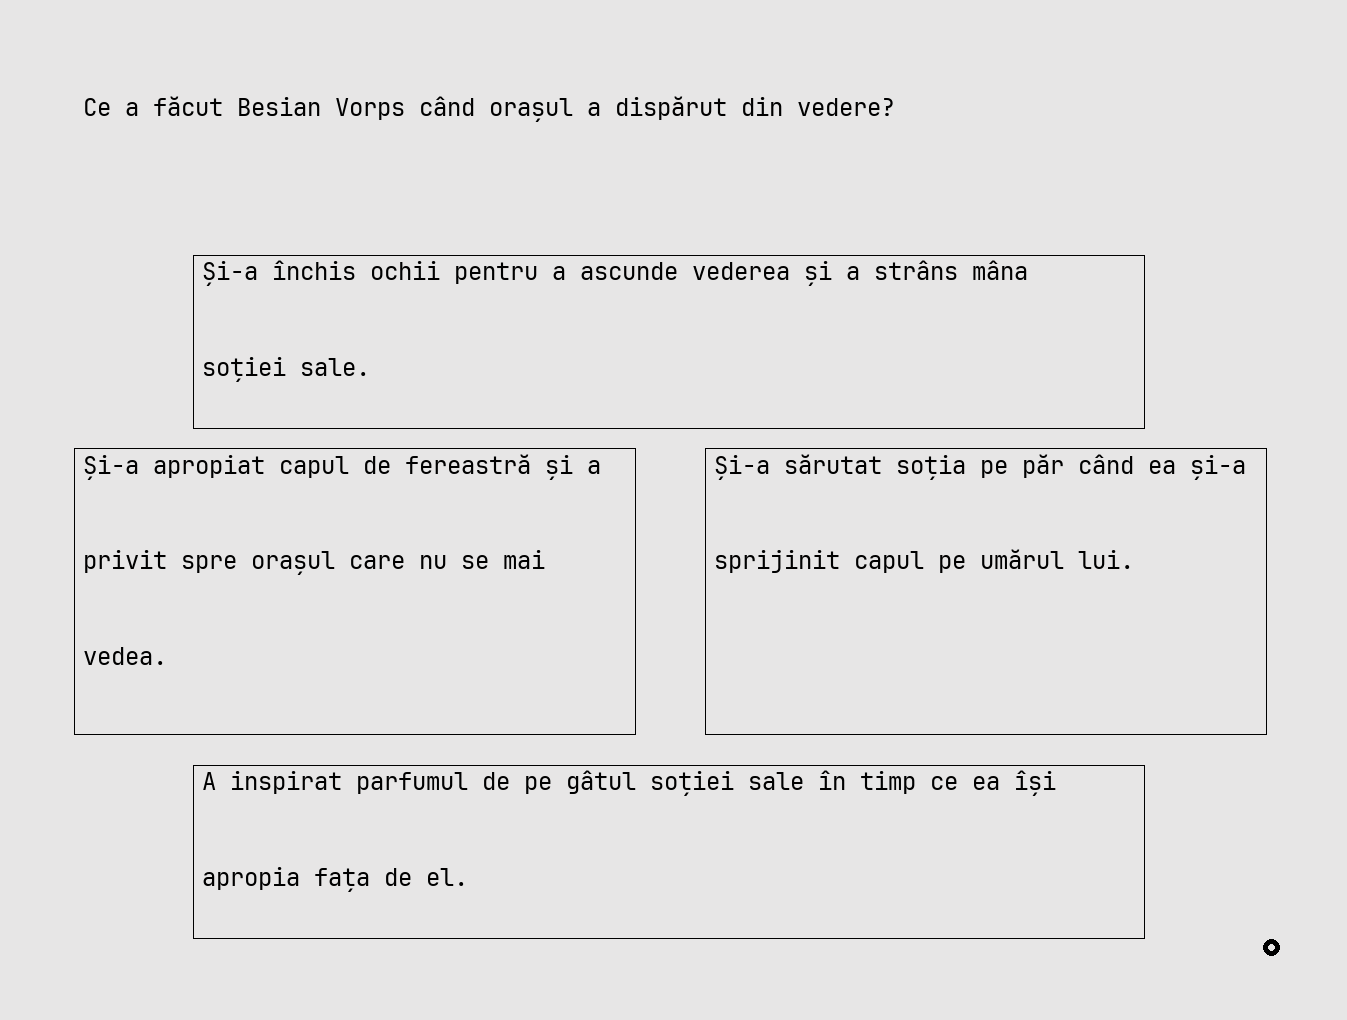 Ce a făcut Besian Vorps când orașul a dispărut din vedere?
Și-a închis ochii pentru a ascunde vederea și a strâns mâna
soției sale.
Și-a apropiat capul de fereastră și a
privit spre orașul care nu se mai
vedea.
Și-a sărutat soția pe păr când ea și-a
sprijinit capul pe umărul lui.
A inspirat parfumul de pe gâtul soției sale în timp ce ea își
apropia fața de el.